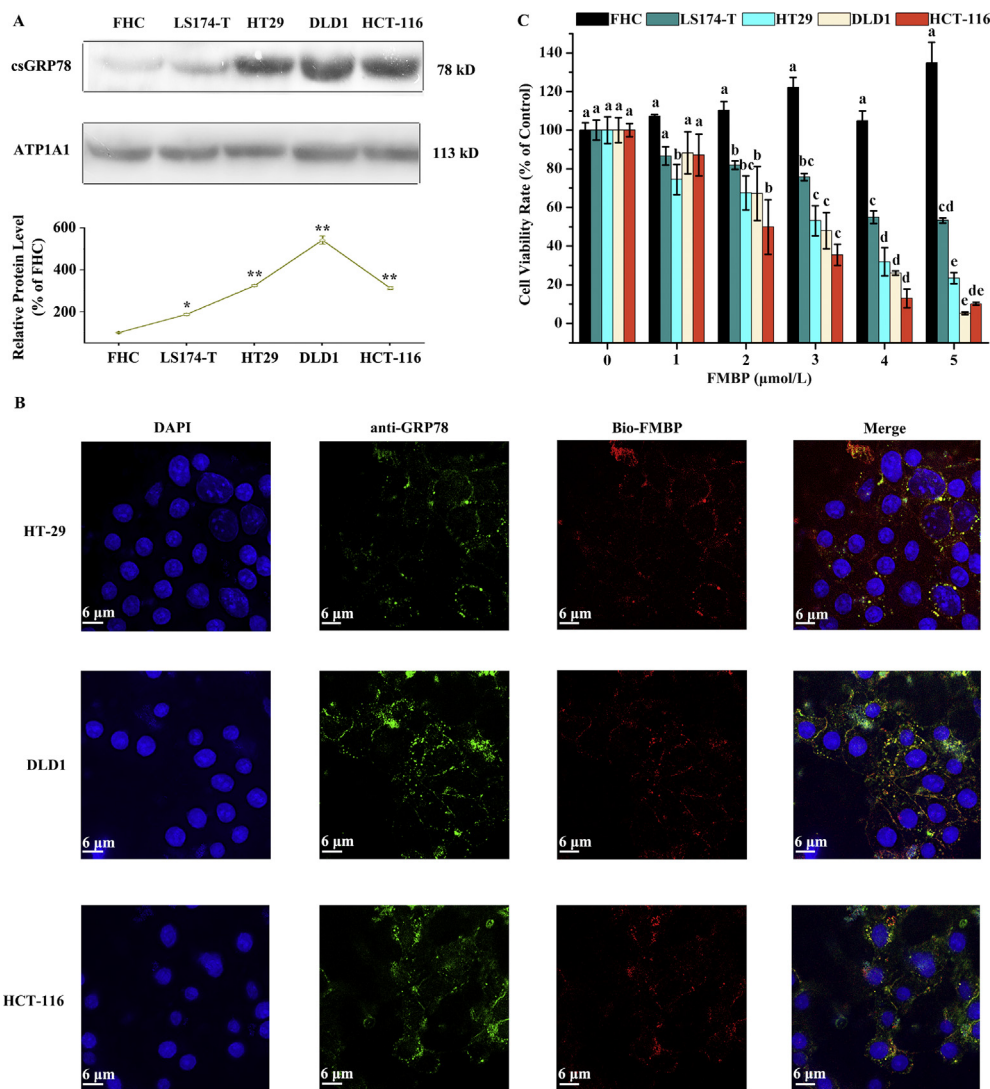 A
FHC LS174-T HT29 DLD1 HCT-116
csGRP78
78 kD
ATP1A1
113 kD
Relative Protein Level
(% of FHC)
600
400
200
* ** ** **
FHC LS174-T HT29 DLD1 HCT-116
C
FHC LS174-T HT29 DLD1 HCT-116
Cell Viability Rate (% of Control)
140
120
100
80
60
40
20
0
a a a a a
a a b a a
a b bc b b
a bc c c c
a c d d d
a cd e e de
0 1 2 3 4 5
FMBP (μmol/L)
B
DAPI anti-GRP78 Bio-FMBP Merge
HT-29
6 μm 6 μm 6 μm 6 μm
DLD1
6 μm 6 μm 6 μm 6 μm
HCT-116
6 μm 6 μm 6 μm 6 μm